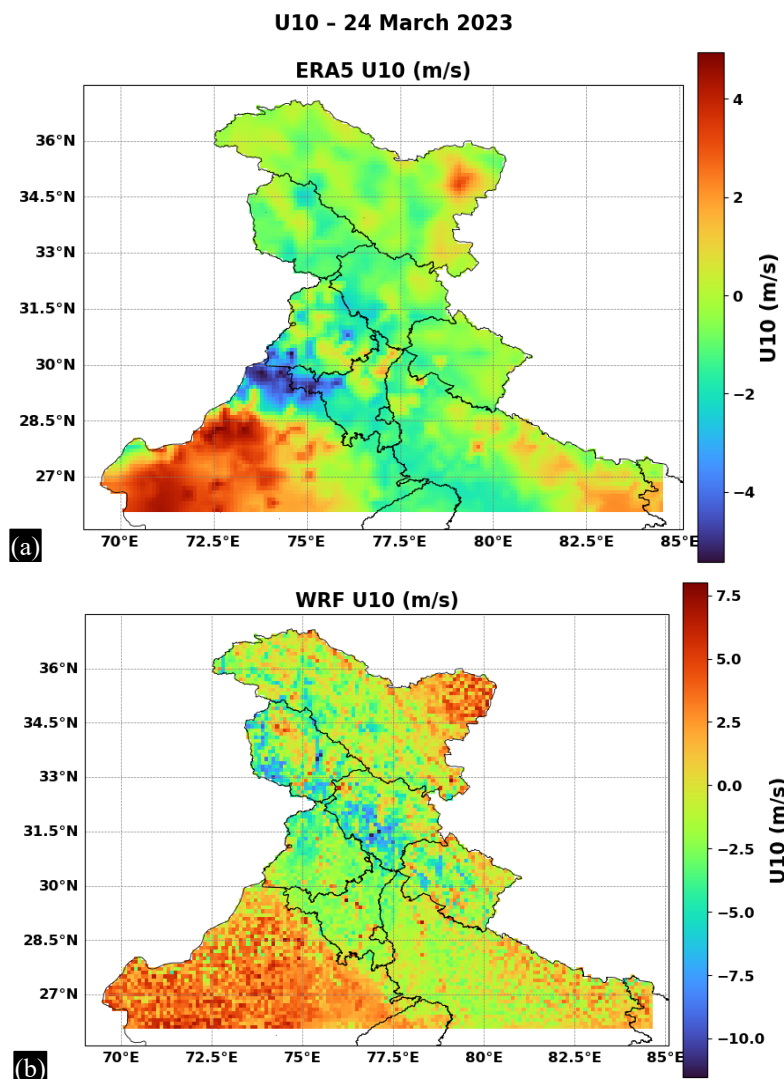 U10 – 24 March 2023
ERA5 U10 (m/s)
36°N
34.5°N
33°N
31.5°N
30°N
28.5°N
27°N
70°E 72.5°E 75°E 77.5°E 80°E 82.5°E 85°E
4
2
0
−2
−4
U10 (m/s)
(a)
WRF U10 (m/s)
36°N
34.5°N
33°N
31.5°N
30°N
28.5°N
27°N
70°E 72.5°E 75°E 77.5°E 80°E 82.5°E 85°E
7.5
5.0
2.5
0.0
−2.5
−5.0
−7.5
−10.0
U10 (m/s)
(b)